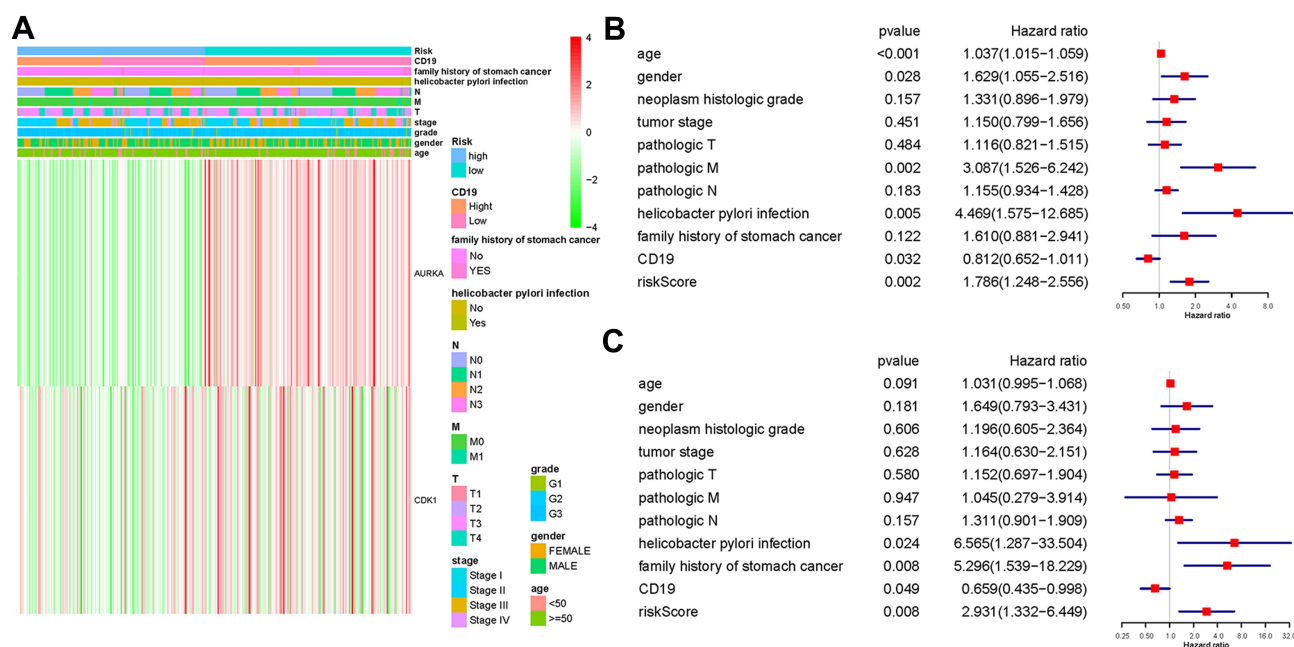 A
Risk
CD19
family history of stomach cancer
helicobacter pylori infection
N
M
T
stage
grade
gender
age
AURKA
CDK1
4
2
0
−2
−4
Risk
high
low
CD19
Hight
Low
family history of stomach cancer
No
YES
helicobacter pylori infection
No
Yes
N
N0
N1
N2
N3
M
M0
M1
T
T1
T2
T3
T4
stage
Stage I
Stage II
Stage III
Stage IV
grade
G1
G2
G3
gender
FEMALE
MALE
age
<50
>=50
B
pvalue Hazard ratio
age <0.001 1.037(1.015−1.059)
gender 0.028 1.629(1.055−2.516)
neoplasm histologic grade 0.157 1.331(0.896−1.979)
tumor stage 0.451 1.150(0.799−1.656)
pathologic T 0.484 1.116(0.821−1.515)
pathologic M 0.002 3.087(1.526−6.242)
pathologic N 0.183 1.155(0.934−1.428)
helicobacter pylori infection 0.005 4.469(1.575−12.685)
family history of stomach cancer 0.122 1.610(0.881−2.941)
CD19 0.032 0.812(0.652−1.011)
riskScore 0.002 1.786(1.248−2.556)
0.50 1.0 2.0 4.0 8.0
Hazard ratio
C
pvalue Hazard ratio
age 0.091 1.031(0.995−1.068)
gender 0.181 1.649(0.793−3.431)
neoplasm histologic grade 0.606 1.196(0.605−2.364)
tumor stage 0.628 1.164(0.630−2.151)
pathologic T 0.580 1.152(0.697−1.904)
pathologic M 0.947 1.045(0.279−3.914)
pathologic N 0.157 1.311(0.901−1.909)
helicobacter pylori infection 0.024 6.565(1.287−33.504)
family history of stomach cancer 0.008 5.296(1.539−18.229)
CD19 0.049 0.659(0.435−0.998)
riskScore 0.008 2.931(1.332−6.449)
0.25 0.50 1.0 2.0 4.0 8.0 16.0 32.0
Hazard ratio